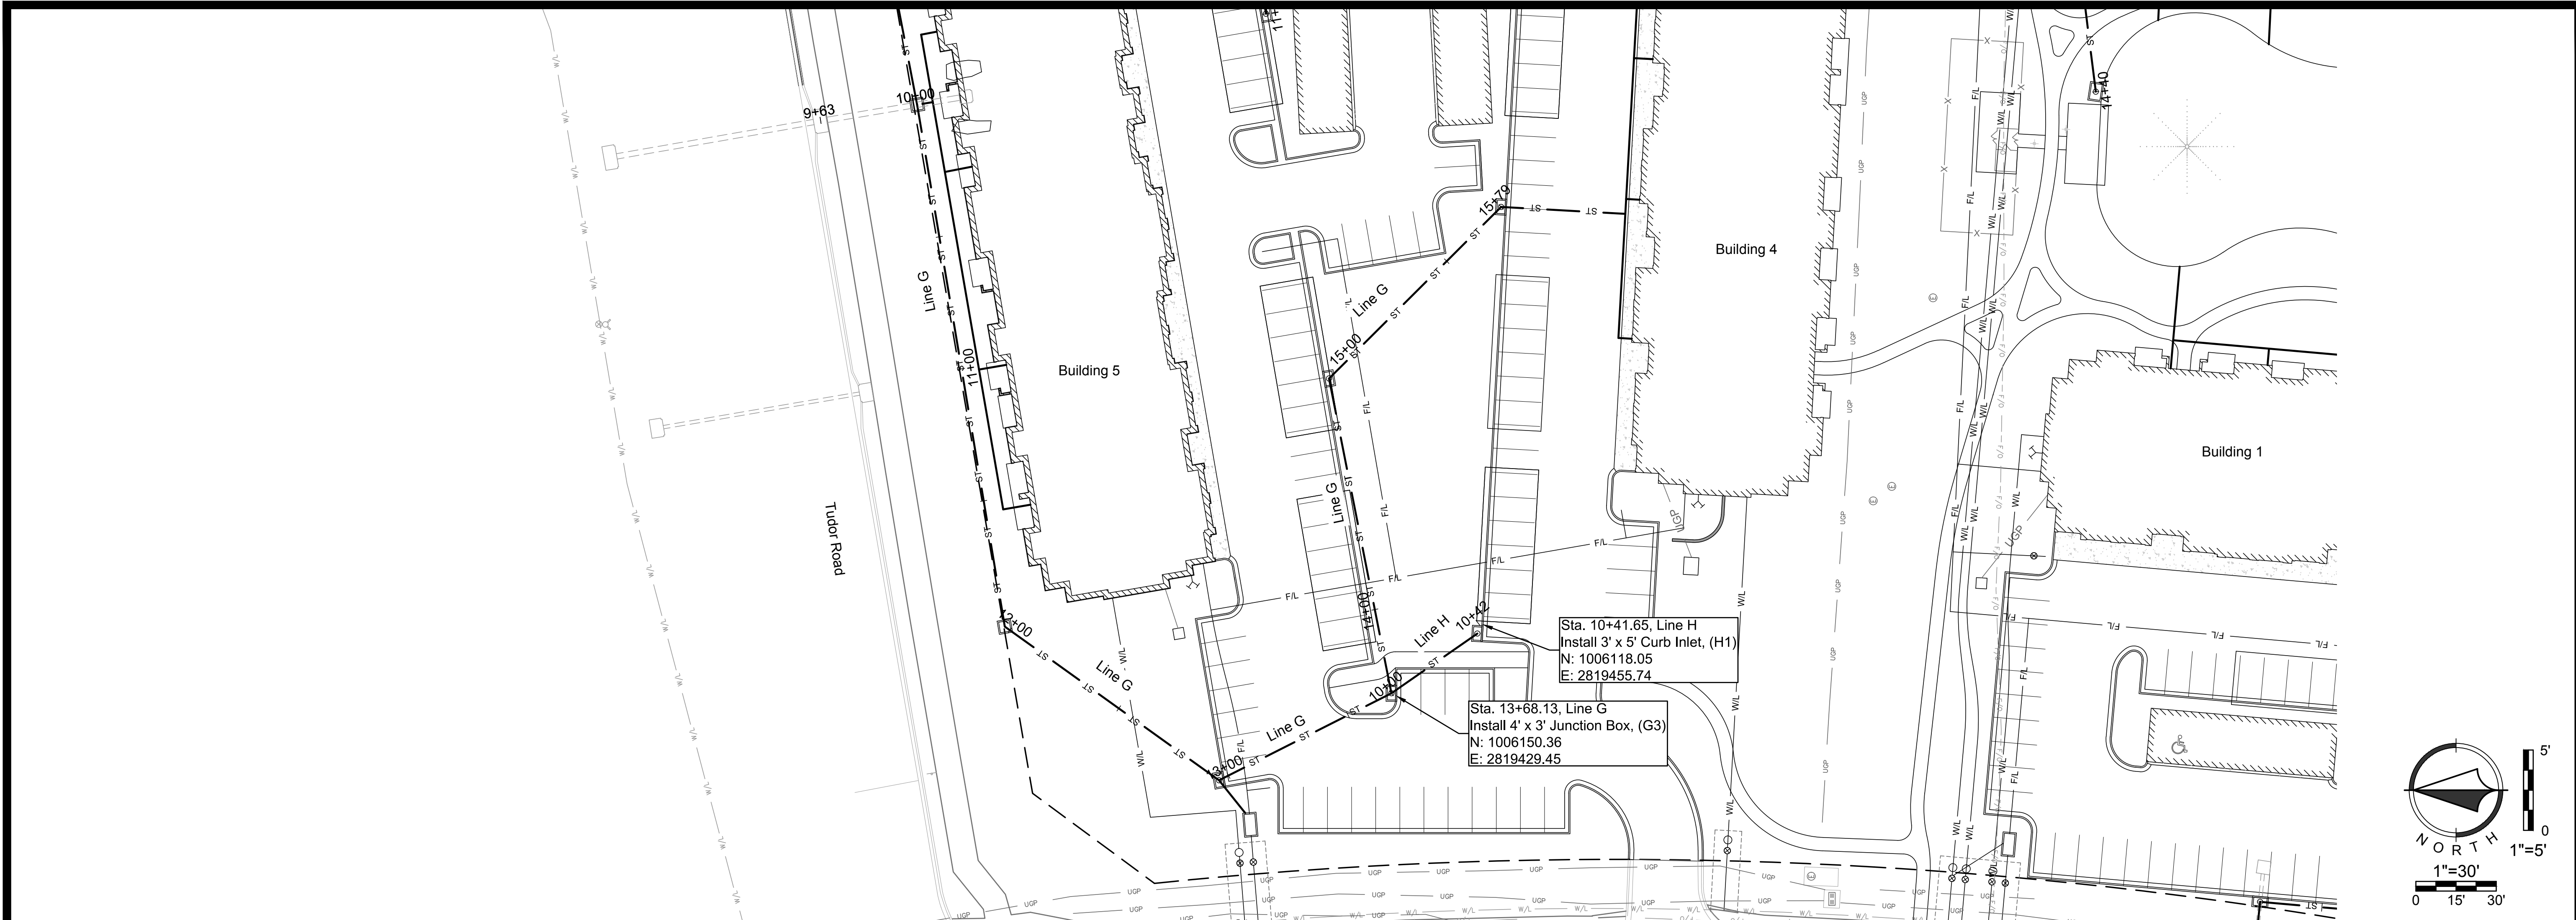 11+
14+40
9+63
10+00
ST
W/L
F/L
F/O
UGP
X
Line G
15+79
Building 4
15+00
Line G
11+00
Building 5
Line G
Building 1
Tudor Road
14+00
12+00
Line H
10+42
Line G
10+00
Line G
13+00
Sta. 10+41.65, Line H
Install 3' x 5' Curb Inlet, (H1)
N: 1006118.05
E: 2819455.74
Sta. 13+68.13, Line G
Install 4' x 3' Junction Box, (G3)
N: 1006150.36
E: 2819429.45
NORTH
5'
0
1"=5'
1"=30'
0 15' 30'